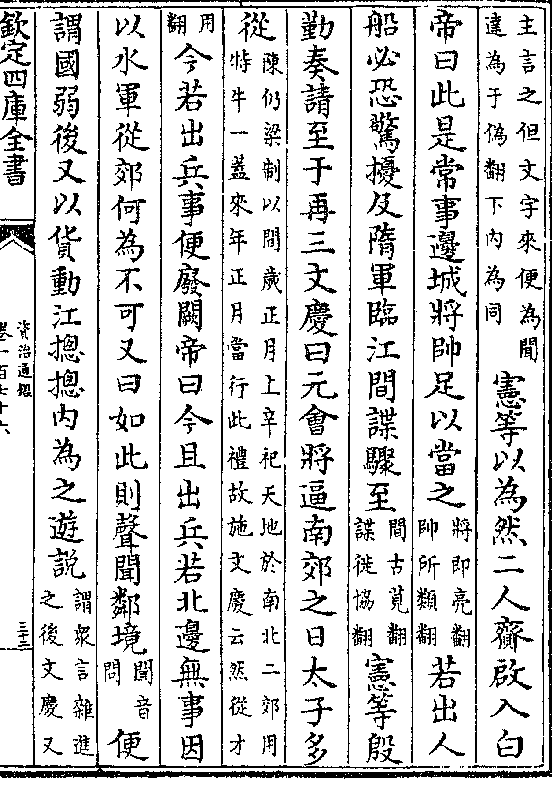 主言之但文字來便為聞達為于偽翻下内為同憲等以為然二人齎啟入白
帝曰此是常事邊城將帥足以當之將即亮翻帥所類翻若出人
船必恐驚擾及隋軍臨江間諜驟至間古莧翻諜徙協翻憲等殷
勤奏請至于再三文慶曰元會將逼南郊之日太子多
從陳仍梁制以間歲正月上辛祀天地於南北二郊用特牛一蓋來年正月當行此禮故施文慶云然從才
用翻今若出兵事便廢闕帝曰今且出兵若北邊無事因
以水軍從郊何為不可又曰如此則聲聞鄰境聞音問便
謂國弱後又以貨動江摠摠内為之遊說謂衆言雜進之後文慶又
欽定四庫全書
資治通鑑
卷一百七十六
三十三